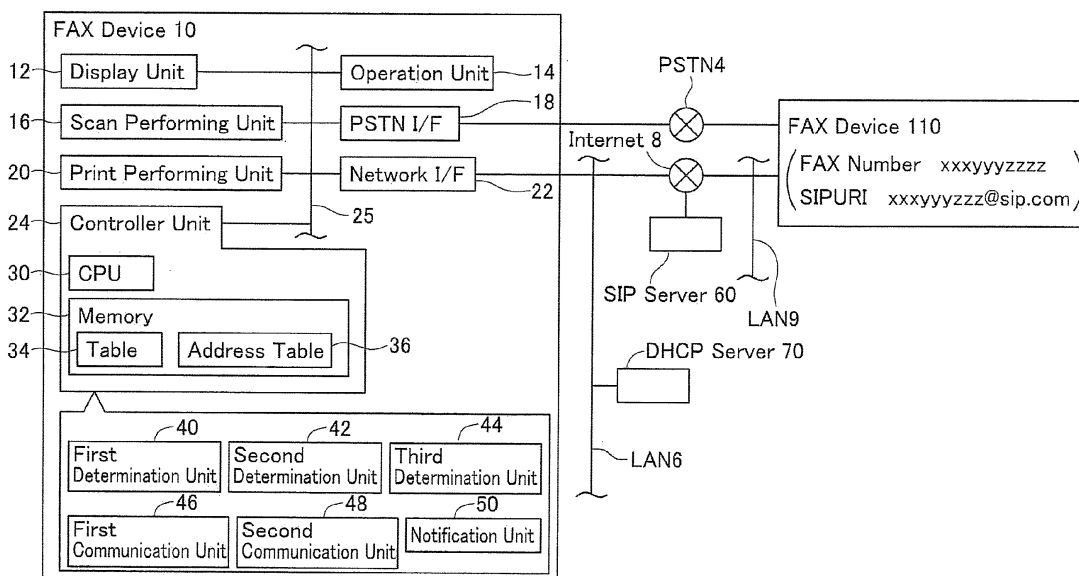 FAX Device 10
12
Display Unit
Operation Unit
14
16
Scan Performing Unit
PSTN I/F
18
20
Print Performing Unit
Network I/F
22
24
Controller Unit
25
30
CPU
32
Memory
34
Table
Address Table
36
40
First
Determination Unit
42
Second
Determination Unit
44
Third
Determination Unit
46
First
Communication Unit
48
Second
Communication Unit
50
Notification Unit
PSTN4
Internet 8
SIP Server 60
LAN9
DHCP Server 70
LAN6
FAX Device 110
FAX Number xxxyyyzzzz
SIPURI xxxyyyzzz@sip.com